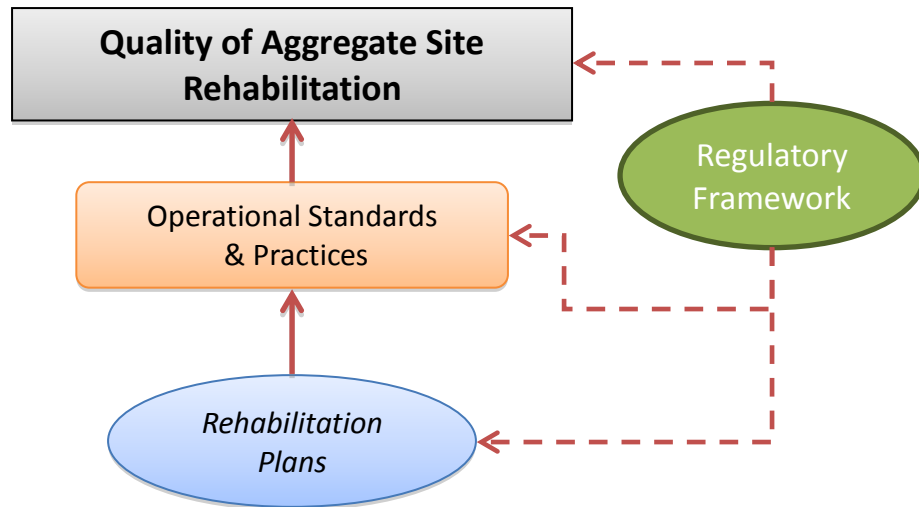 Quality of Aggregate Site
Rehabilitation
Regulatory
Framework
Operational Standards
& Practices
Rehabilitation
Plans